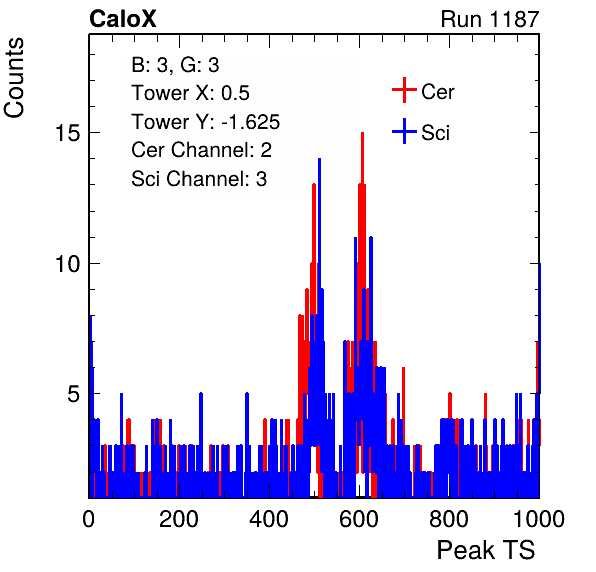 CaloX Run 1187
Counts
B: 3, G: 3
Tower X: 0.5
Tower Y: -1.625
Cer Channel: 2
Sci Channel: 3
Cer
Sci
15
10
5
0 200 400 600 800 1000
Peak TS